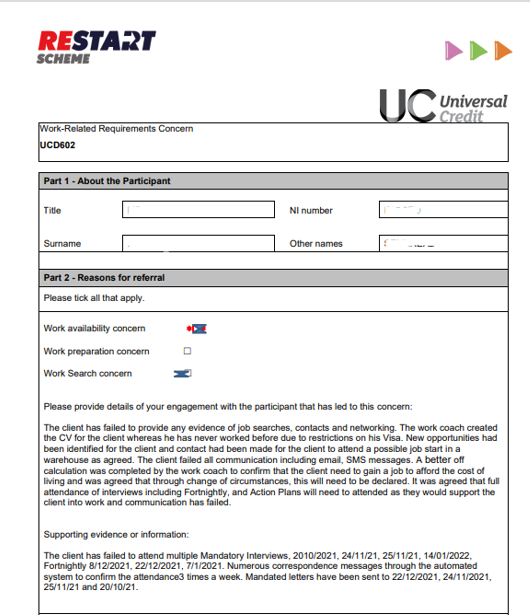 RESTART
SCHEME
UC Universal
Credit
Work-Related Requirements Concern
UCD602
Part 1 - About the Participant
Title NI number
Surname Other names
Part 2 - Reasons for referral
Please tick all that apply.
Work availability concern
Work preparation concern
Work Search concern
Please provide details of your engagement with the participant that has led to this concern:
The client has failed to provide any evidence of job searches, contacts and networking. The work coach created
the CV for the client whereas he has never worked before due to restrictions on his Visa. New opportunities had
been identified for the client and contact had been made for the client to attend a possible job start in a
warehouse as agreed. The client failed all communication including email, SMS messages. A better off
calculation was completed by the work coach to confirm that the client need to gain a job to afford the cost of
living and was agreed that through change of circumstances, this will need to be declared. It was agreed that full
attendance of interviews including Fortnightly, and Action Plans will need to attended as they would support the
client into work and communication has failed.
Supporting evidence or information:
The client has failed to attend multiple Mandatory Interviews, 2010/2021, 24/11/21, 25/11/21, 14/01/2022,
Fortnightly 8/12/2021, 22/12/2021, 7/1/2021. Numerous correspondence messages through the automated
system to confirm the attendance3 times a week. Mandated letters have been sent to 22/12/2021, 24/11/2021,
25/11/21 and 20/10/21.